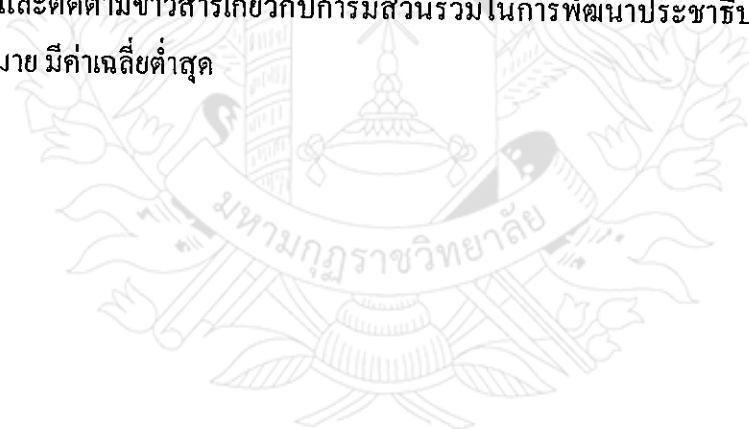 และติดตามข่าวสารเกี่ยวกับการมีส่วนร่วมในการพัฒนาประชาธิป
มาย มีค่าเฉลี่ยต่ำสุด
มหามกุฏราชวิทยาลัย